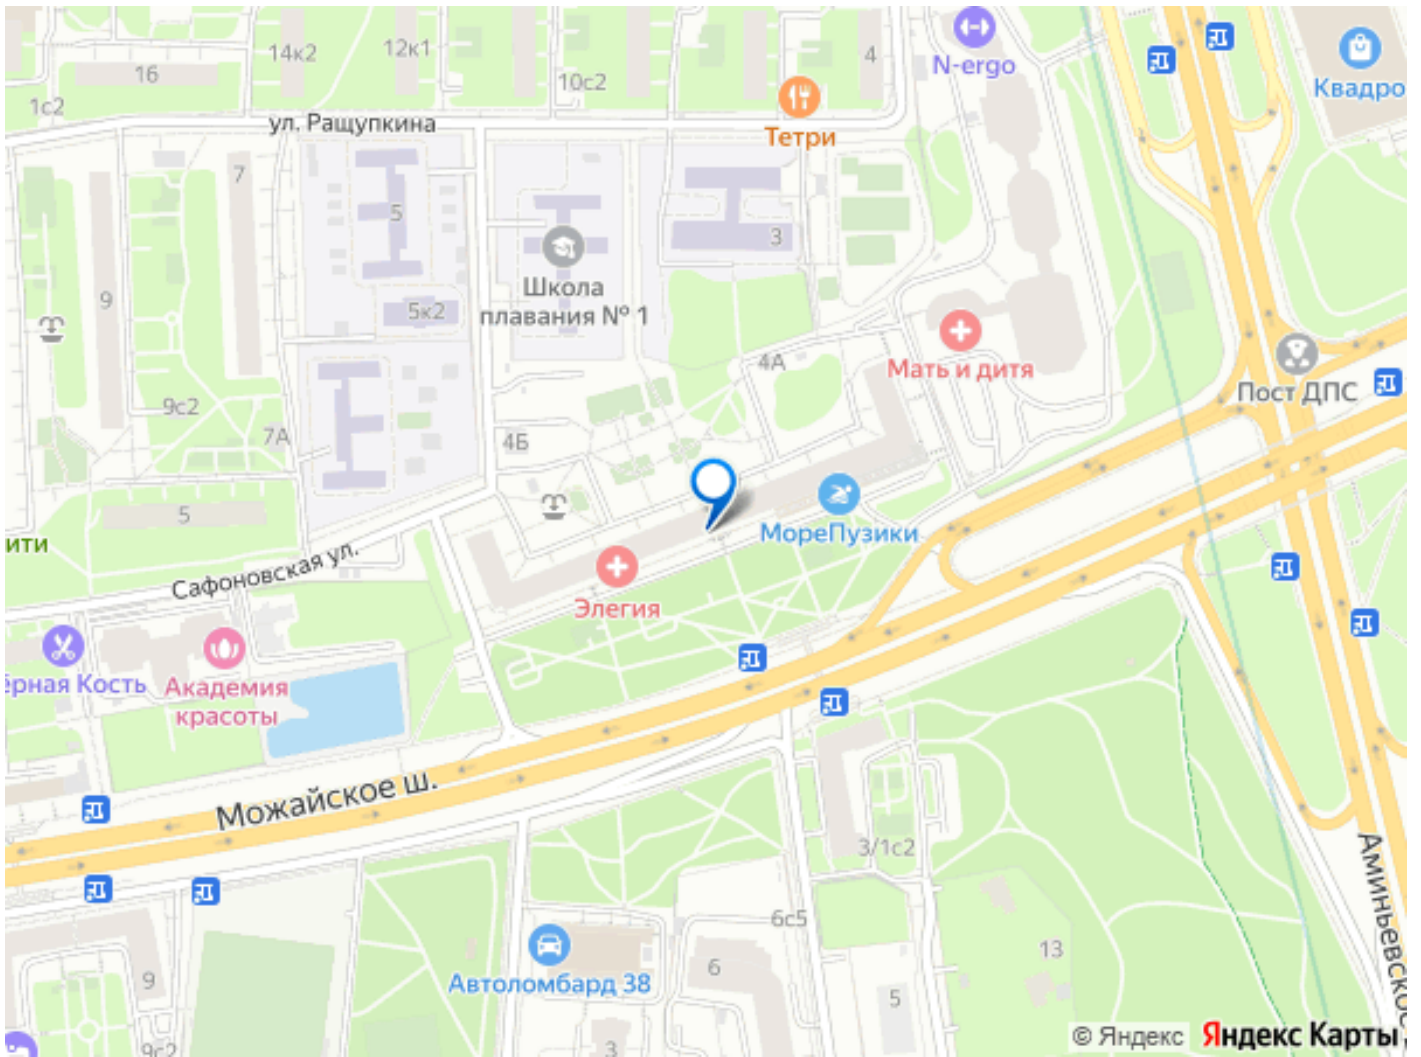 14к2
12к1
4
N-ergo
16
10с2
Квадро
1с2
ул. Ращупкина
Тетри
7
5
3
Школа
плавания № 1
9
5к2
4А
Мать и дитя
Пост ДПС
9с2
7А
4Б
5
МореПузики
ити
Сафоновская ул.
Элегия
ёрная Кость
Академия
красоты
Можайское ш.
3/1с2
Аминьевско
6с5
13
9
6
Автоломбард 38
5
3
9с2
© Яндекс
Яндекс Карты